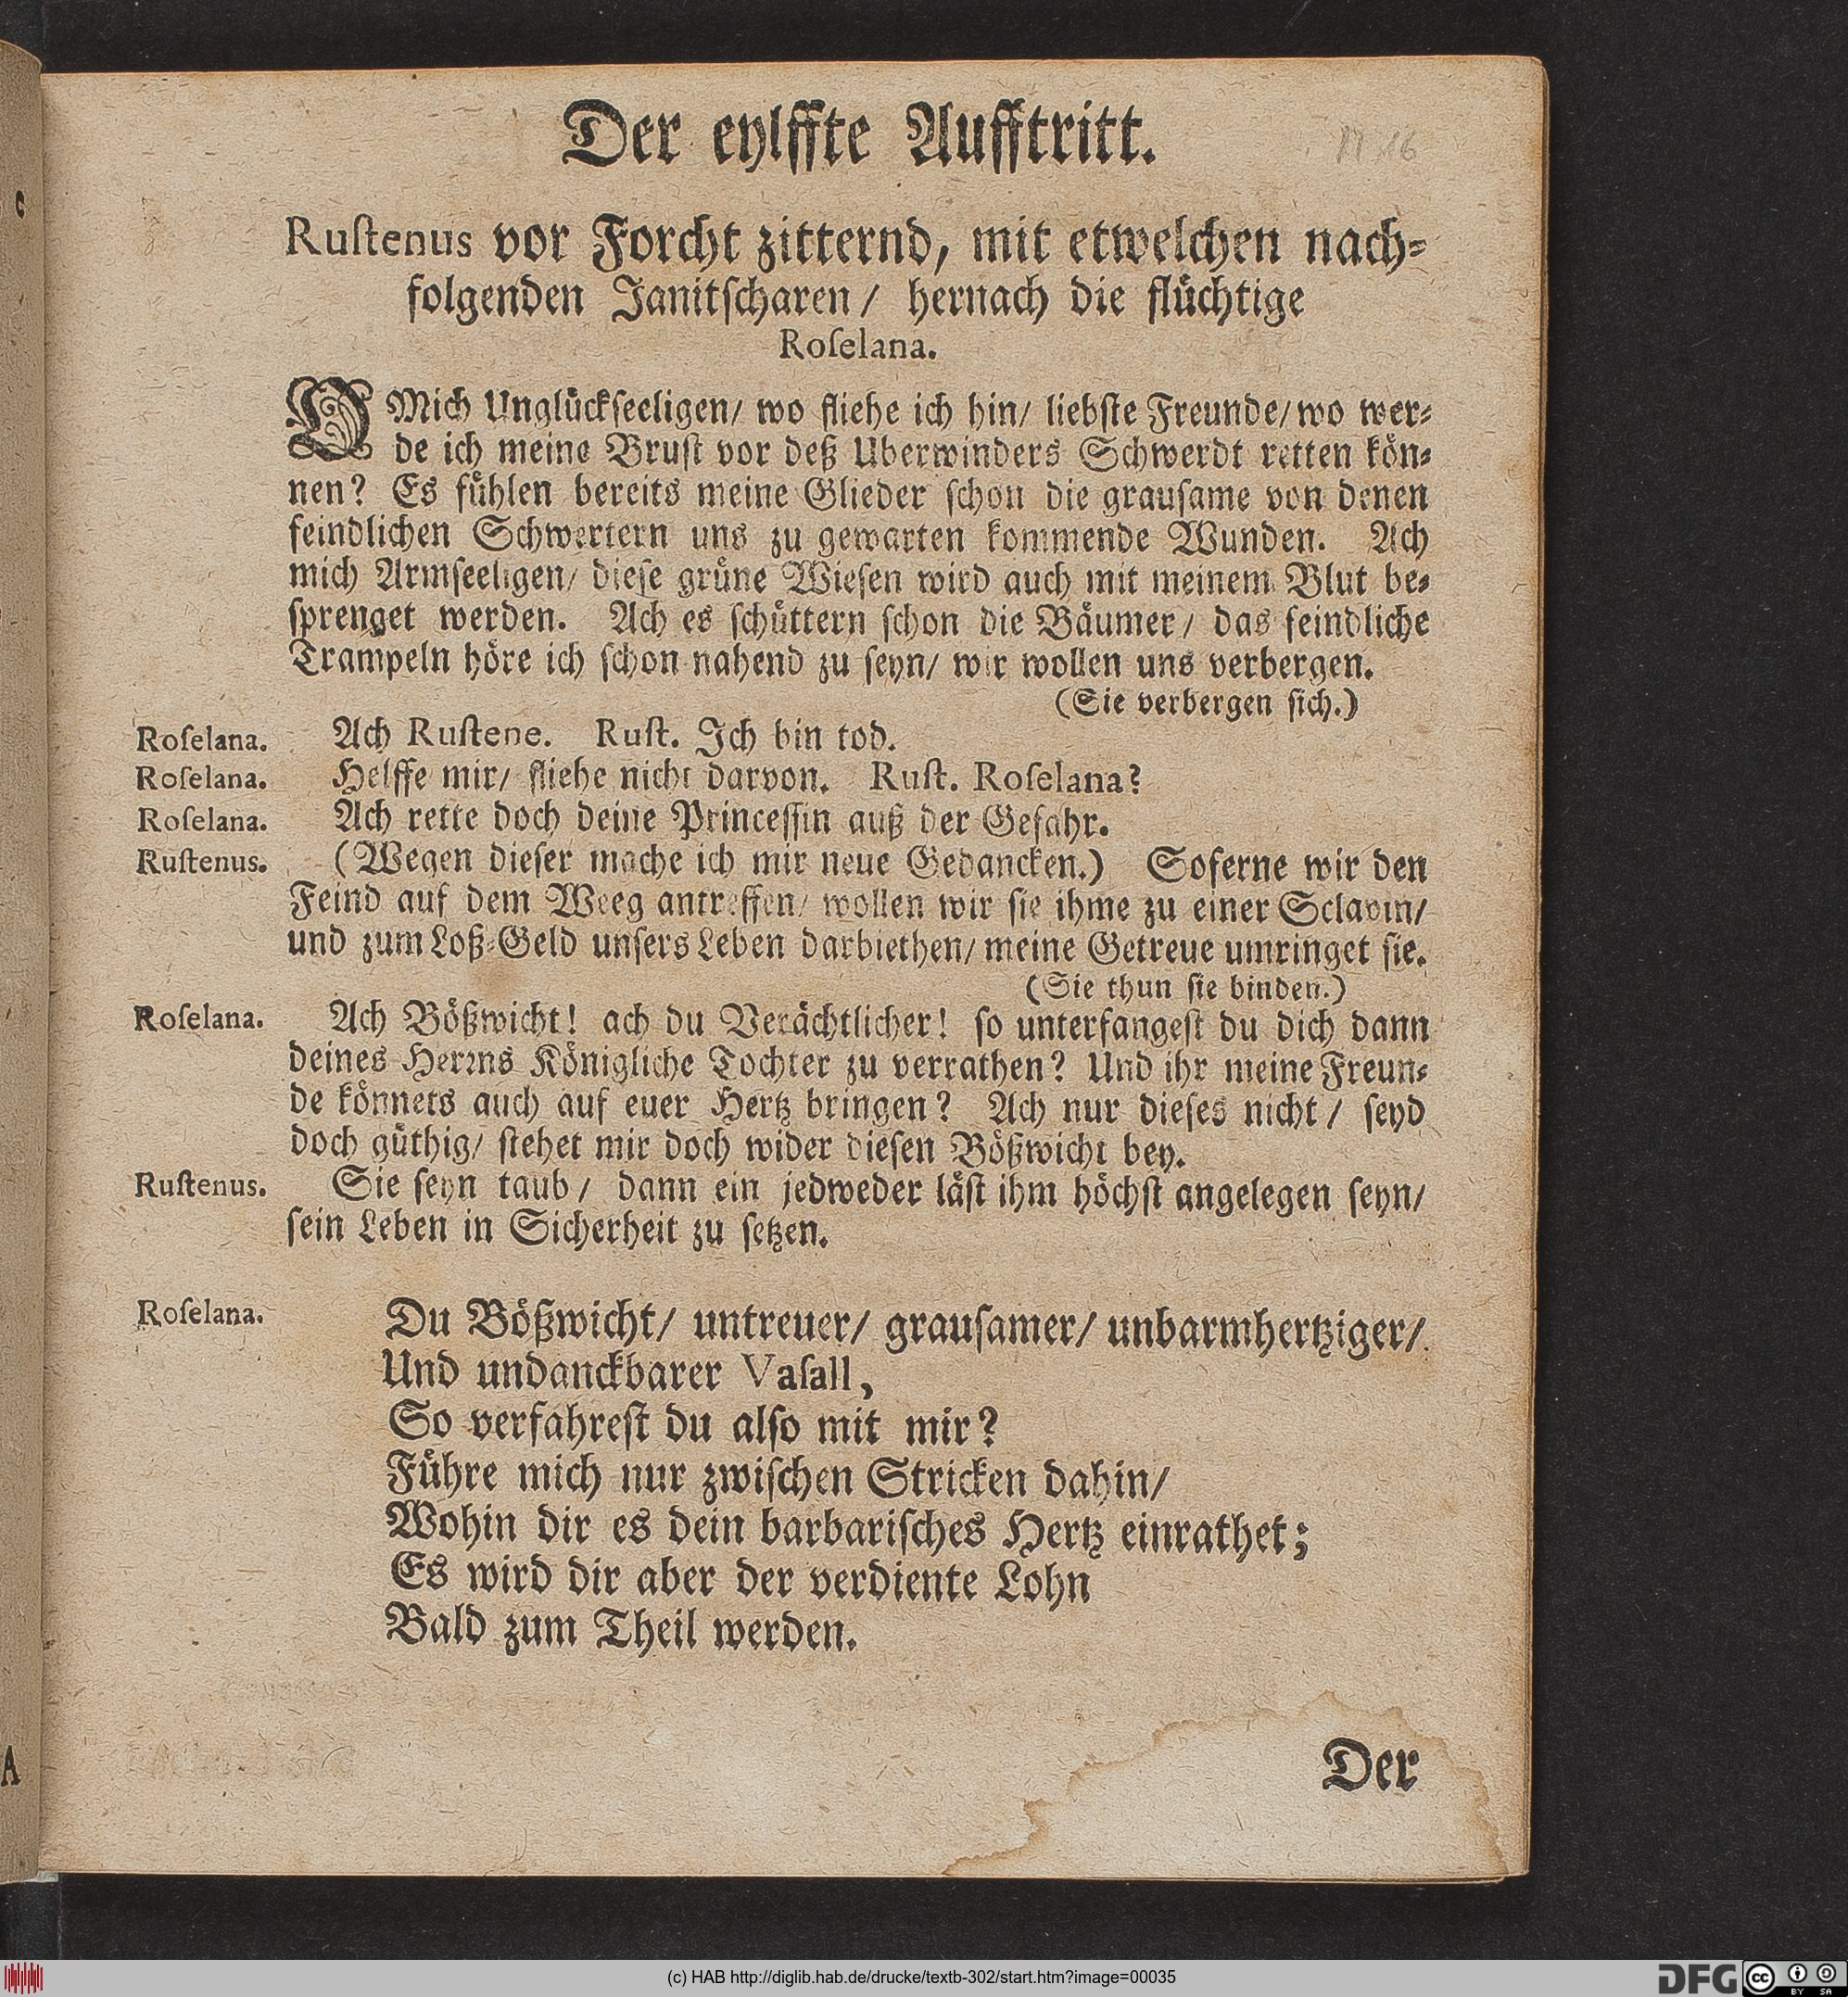 Der eylffte Aufftritt.
Ruſtenus vor Forcht zitternd, mit etwelchen nach⸗
folgenden Janitſcharen/ hernach die flüchtige
Roſelana.
O Mich Unglückſeeligen/ wo fliehe ich hin/ liebſte Freunde/ wo wer⸗
de ich meine Bruſt vor deß Uberwinders Schwerdt retten kön⸗
nen? Es fühlen bereits meine Glieder ſchon die grauſame von denen
feindlichen Schwertern uns zu gewarten kommende Wunden. Ach
mich Armſeeligen/ dieſe grüne Wieſen wird auch mit meinem Blut be⸗
ſprenget werden. Ach es ſchüttern ſchon die Bäumer/ das feindliche
Trampeln höre ich ſchon nahend zu ſeyn/ wir wollen uns verbergen.
(Sie verbergen ſich.)
Roſelana. Ach Ruſtene. Ruſt. Ich bin tod.
Roſelana. Helffe mir/ fliehe nicht darvon. Ruſt. Roſelana?
Roſelana. Ach rette doch deine Princeſſin auß der Gefahr.
Ruſtenus. (Wegen dieſer mache ich mir neue Gedancken.) Soferne wir den
Feind auf dem Weeg antreffen/ wollen wir ſie ihme zu einer Sclavin/
und zum Loß⸗Geld unſers Leben darbiethen/ meine Getreue umringet ſie.
(Sie thun ſie binden.)
Roſelana. Ach Bößwicht! ach du Verächtlicher! ſo unterfangeſt du dich dann
deines Herrns Königliche Tochter zu verrathen? Und ihr meine Freun⸗
de könnets auch auf euer Hertz bringen? Ach nur dieſes nicht/ ſeyd
doch güthig/ ſtehet mir doch wider dieſen Bößwicht bey.
Ruſtenus. Sie ſeyn taub/ dann ein jedweder läſt ihm höchſt angelegen ſeyn/
ſein Leben in Sicherheit zu ſetzen.
Roſelana. Du Bößwicht/ untreuer/ grauſamer/ unbarmhertziger/
Und undanckbarer Vaſall,
So verfahreſt du alſo mit mir?
Führe mich nur zwiſchen Stricken dahin/
Wohin dir es dein barbariſches Hertz einrathet;
Es wird dir aber der verdiente Lohn
Bald zum Theil werden.
Der
c
A
(c) HAB http://diglib.hab.de/drucke/textb-302/start.htm?image=00035
DFG cc BY SA